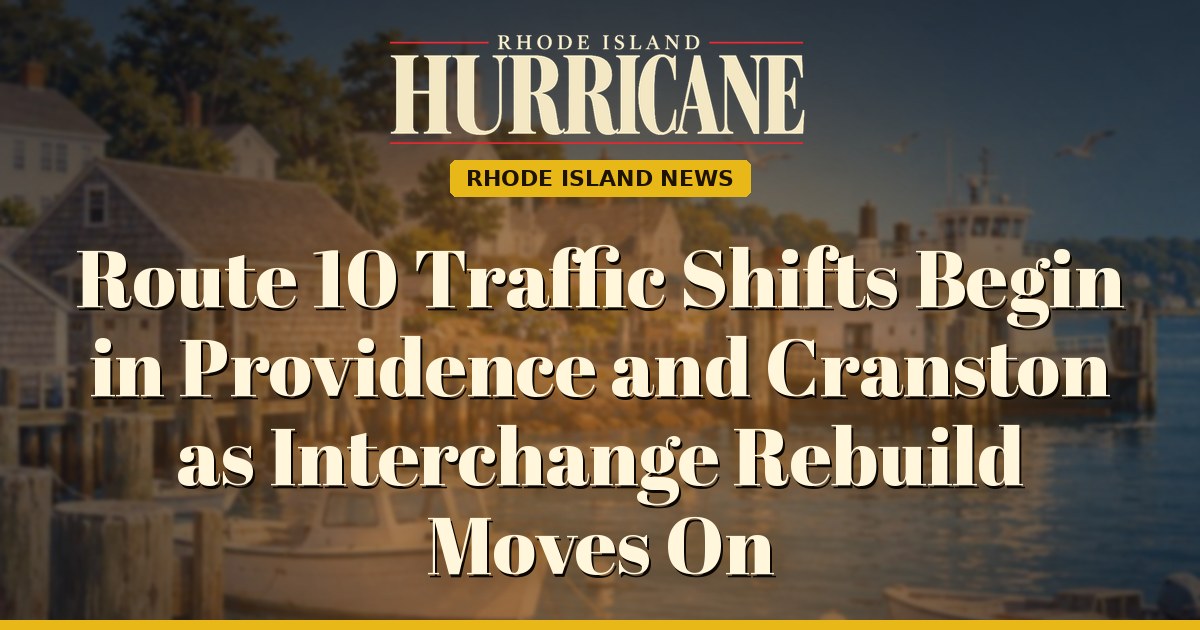 RHODE ISLAND
HURRICANE
RHODE ISLAND NEWS
Route 10 Traffic Shifts Begin
in Providence and Cranston
as Interchange Rebuild
Moves On